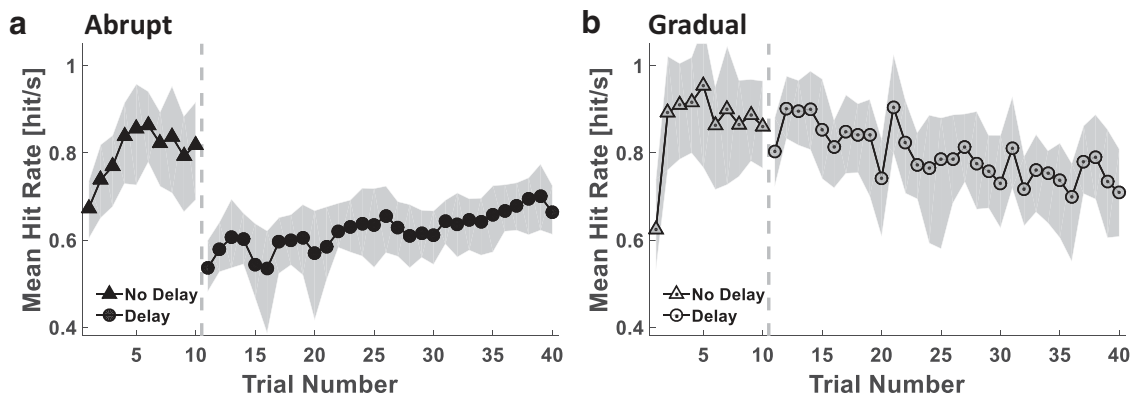 a Abrupt
Mean Hit Rate [hit/s]
1
0.8
0.6
0.4
No Delay
Delay
5 10 15 20 25 30 35 40
Trial Number
b Gradual
Mean Hit Rate [hit/s]
1
0.8
0.6
0.4
No Delay
Delay
5 10 15 20 25 30 35 40
Trial Number